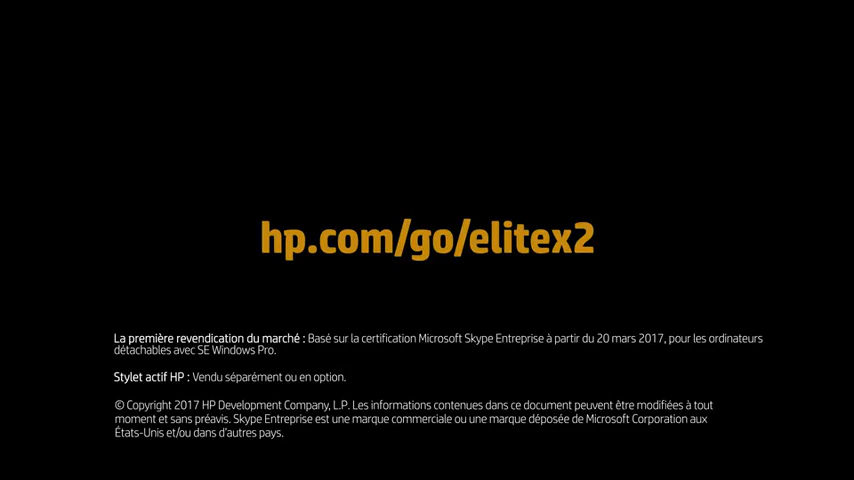 hp.com/go/elitex2
La première revendication du marché : Basé sur la certification Microsoft Skype Entreprise à partir du 20 mars 2017, pour les ordinateurs
détachables avec SE Windows Pro.
Stylet actif HP : Vendu séparément ou en option.
© Copyright 2017 HP Development Company, L.P. Les informations contenues dans ce document peuvent être modifiées à tout
moment et sans préavis. Skype Entreprise est une marque commerciale ou une marque déposée de Microsoft Corporation aux
États-Unis et/ou dans d'autres pays.